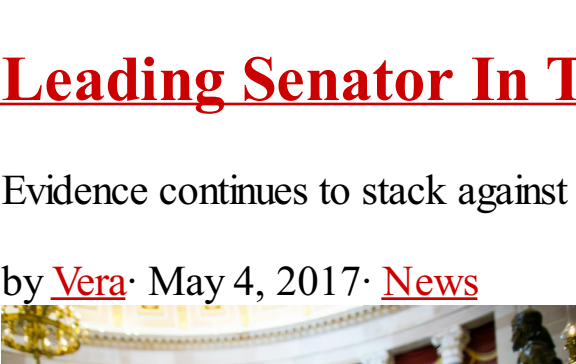 Leading Senator In
Evidence continues to stack against
by Vera· May 4, 2017· News